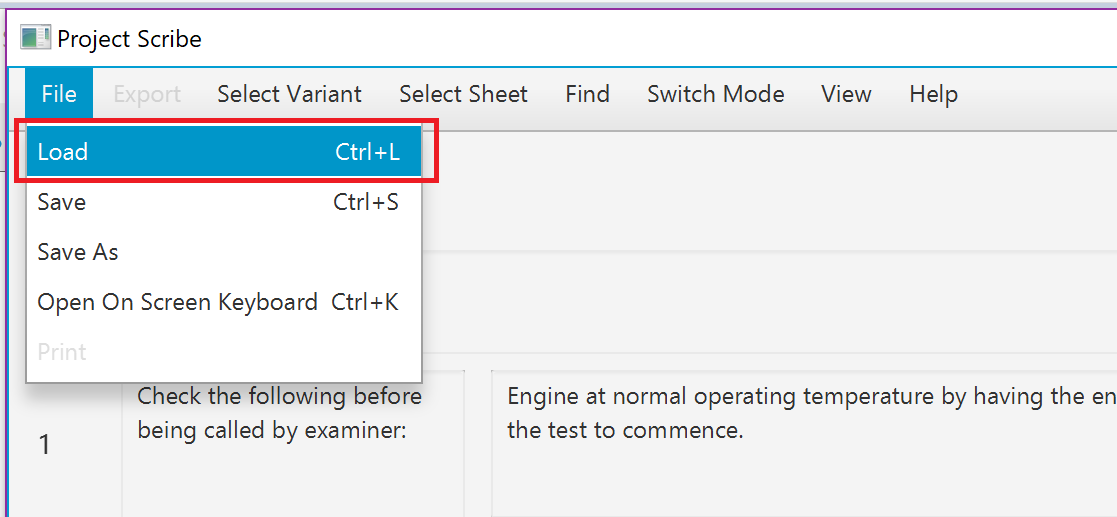 Project Scribe
File Export Select Variant Select Sheet Find Switch Mode View Help
Load Ctrl+L
Save Ctrl+S
Save As
Open On Screen Keyboard Ctrl+K
Print
1
Check the following before
being called by examiner:
Engine at normal operating temperature by having the en
the test to commence.